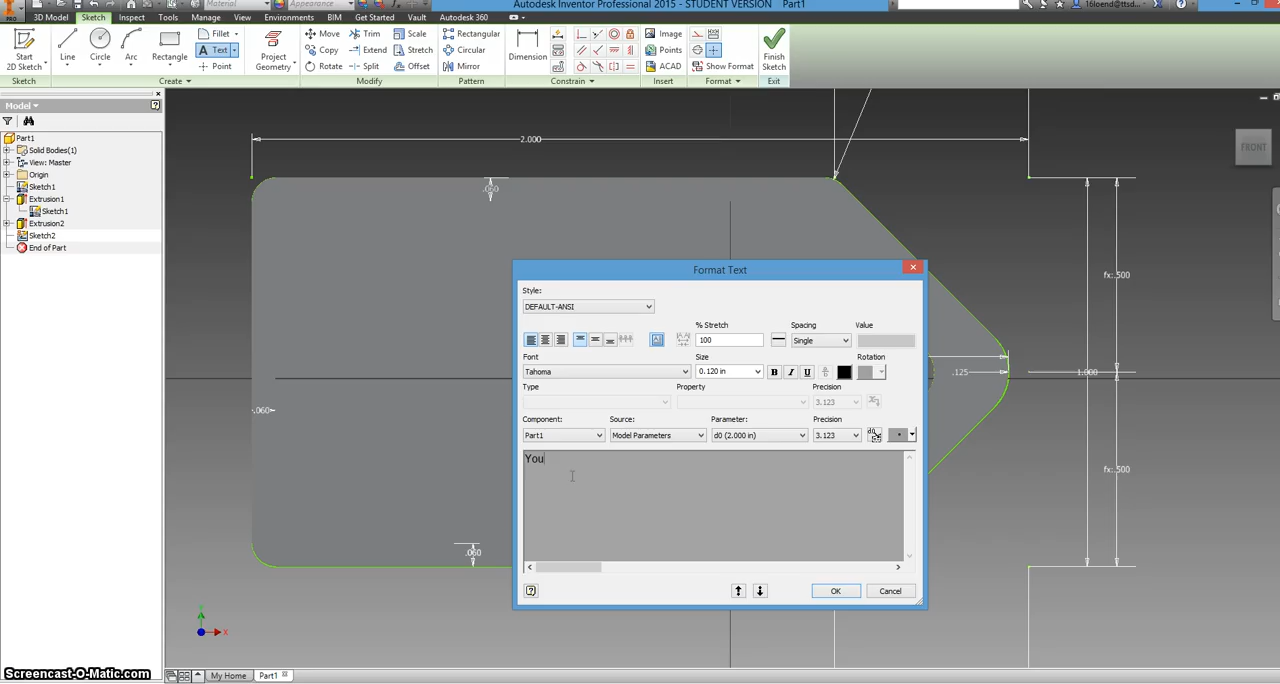 Material
Appearance
Autodesk Inventor Professional 2015 - STUDENT VERSION Part1
16loend@ttsd...
PRO
3D Model Sketch Inspect Tools Manage View Environments BIM Get Started Vault Autodesk 360
Start
2D Sketch
Line
Circle
Arc
Rectangle
Fillet
Text
Point
Project
Geometry
Move
Copy
Rotate
Trim
Extend
Split
Scale
Stretch
Offset
Rectangular
Circular
Mirror
Dimension
Image
Points
ACAD
Show Format
Finish
Sketch
Sketch Create Modify Pattern Constrain Insert Format Exit
Model
Part1
Solid Bodies(1)
View: Master
Origin
Sketch1
Extrusion1
Sketch1
Extrusion2
Sketch2
End of Part
2.000
.060
.060
.060
.125
1.000
fx:.500
fx:.500
FRONT
Format Text
Style:
DEFAULT-ANSI
% Stretch Spacing Value
100 Single
Font Size Rotation
Tahoma 0.120 in B I U
Type Property Precision
3.123
Component: Source: Parameter: Precision
Part1 Model Parameters d0 (2.000 in) 3.123
You
OK Cancel
Y
X
My Home Part1
Screencast-O-Matic.com